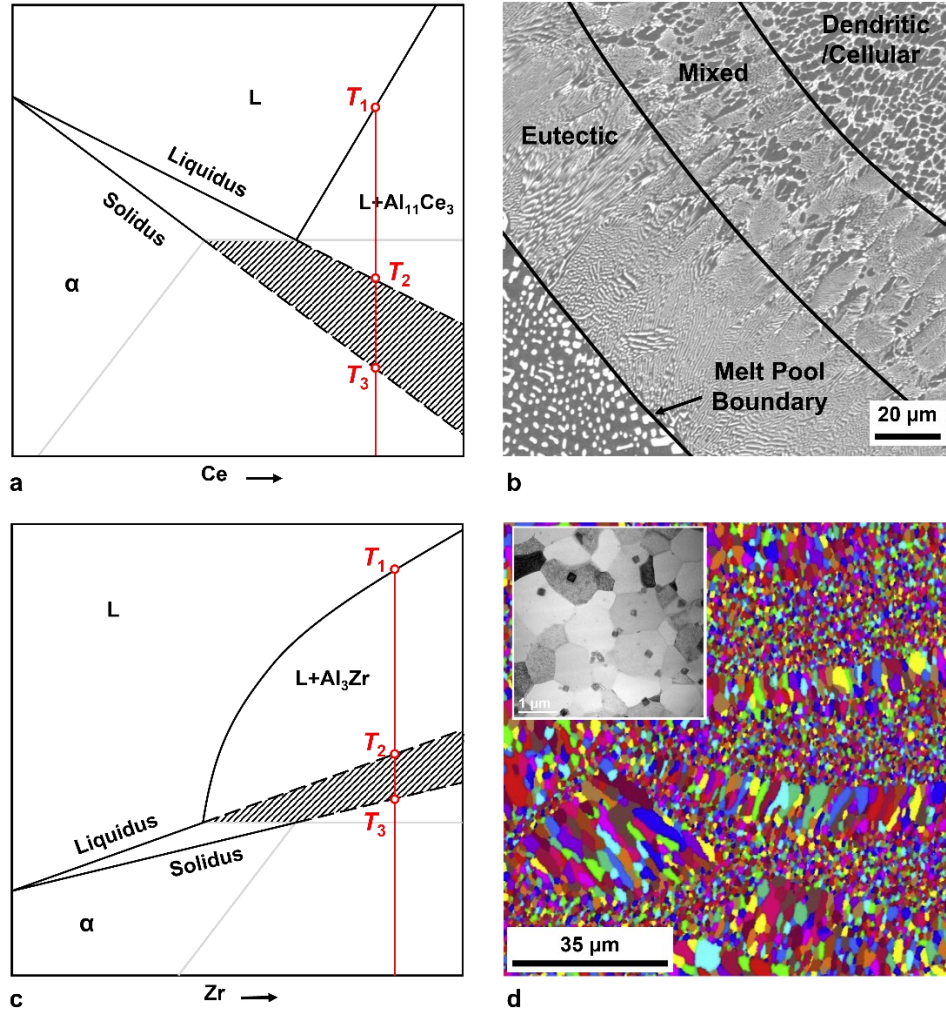 L
T1
Liquidus
Solidus
L+Al11Ce3
α
T2
T3
Ce
a
Dendritic
/Cellular
Mixed
Eutectic
Melt Pool
Boundary
20 µm
b
L
T1
L+Al3Zr
T2
Liquidus
Solidus
T3
α
Zr
c
1 µm
35 µm
d